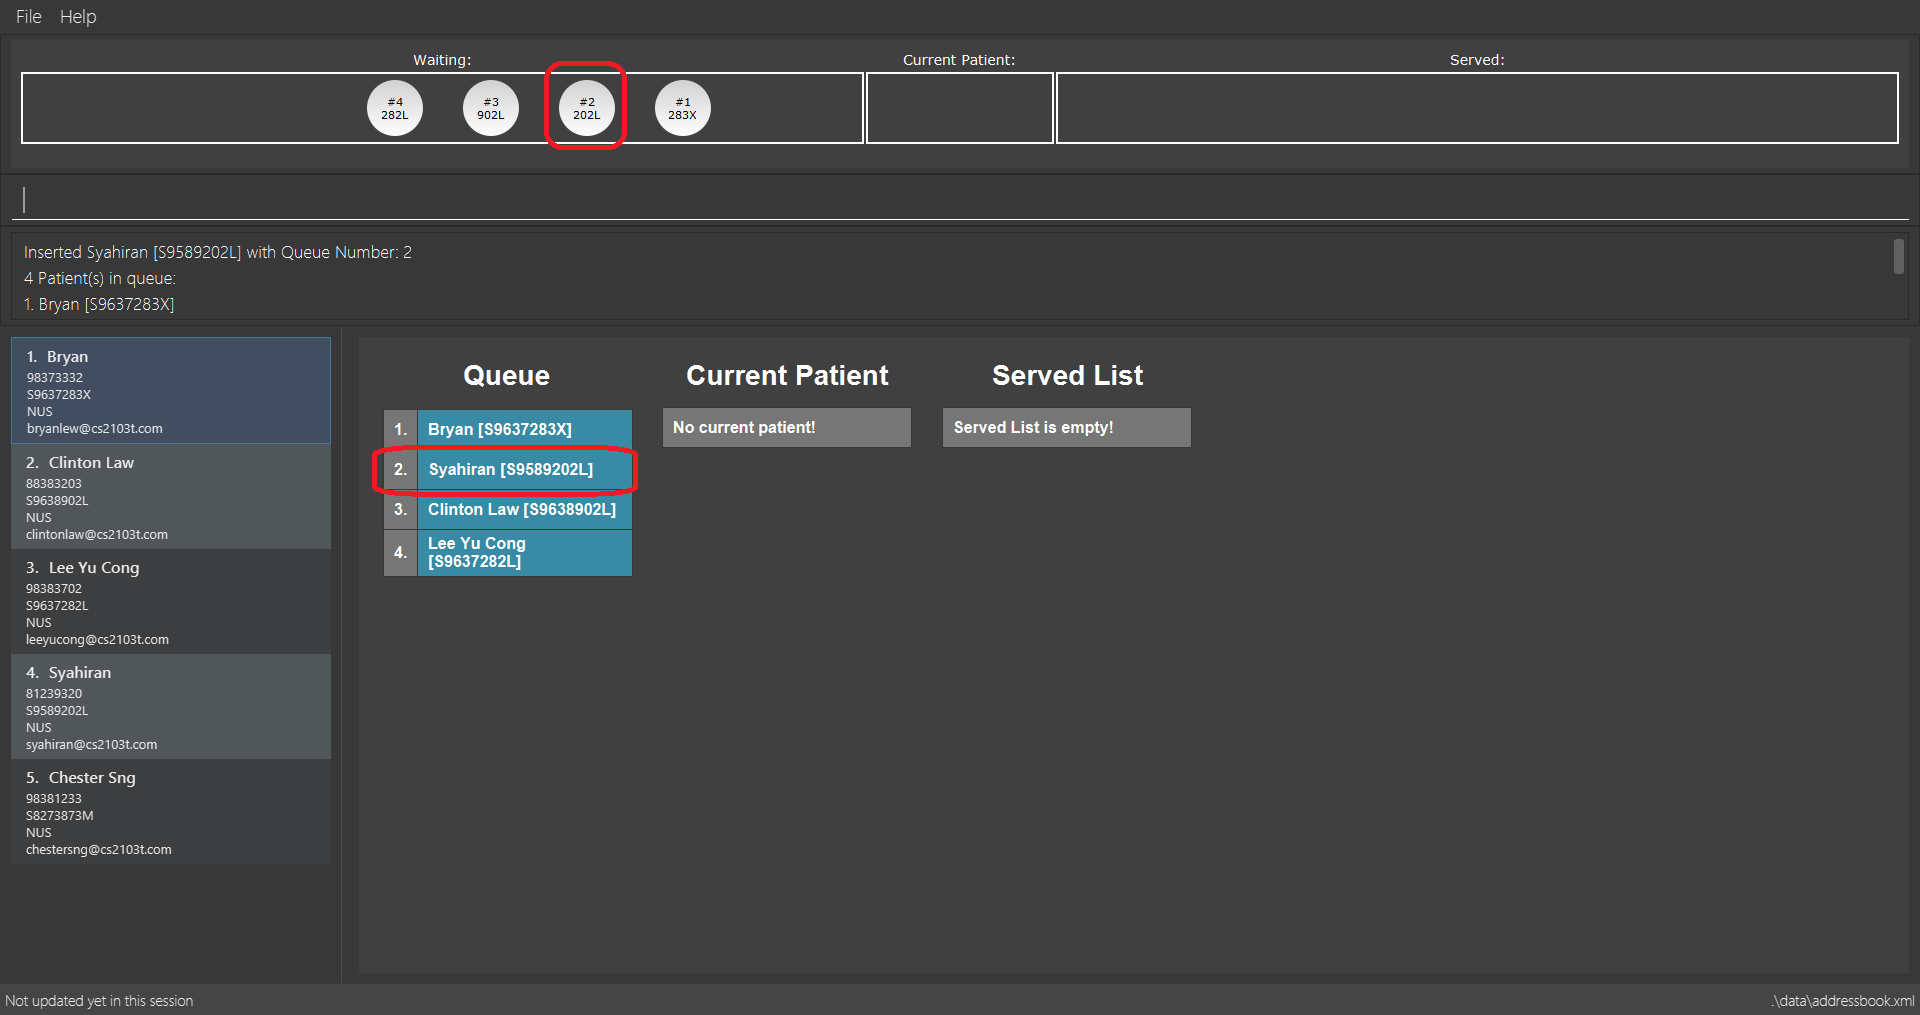 File Help
Waiting: Current Patient: Served:
#4 #3 #2 #1
282L 902L 202L 283X
Inserted Syahiran [S9589202L] with Queue Number: 2
4 Patient(s) in queue:
1. Bryan [S9637283X]
1. Bryan
98373332
S9637283X
NUS
bryanlew@cs2103t.com
2. Clinton Law
88383203
S9638902L
NUS
clintonlaw@cs2103t.com
3. Lee Yu Cong
98383702
S9637282L
NUS
leeyucong@cs2103t.com
4. Syahiran
81239320
S9589202L
NUS
syahiran@cs2103t.com
5. Chester Sng
98381233
S8273873M
NUS
chestersng@cs2103t.com
Queue
1. Bryan [S9637283X]
2. Syahiran [S9589202L]
3. Clinton Law [S9638902L]
4. Lee Yu Cong
[S9637282L]
Current Patient
No current patient!
Served List
Served List is empty!
Not updated yet in this session
.\data\addressbook.xml